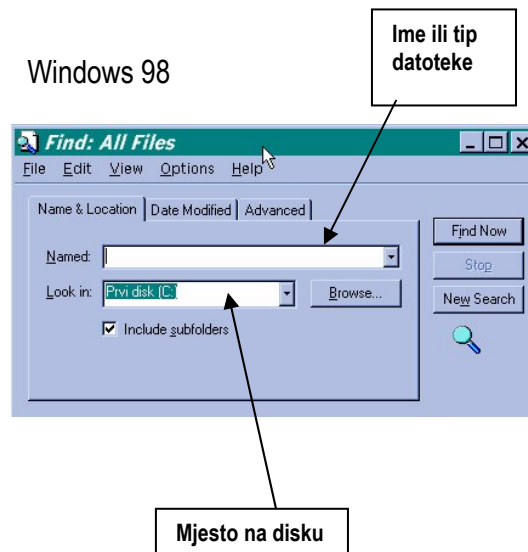 Ime ili tip
datoteke
Windows 98
Find: All Files
File Edit View Options Help
Name & Location Date Modified Advanced
Find Now
Named:
Stop
Look in: Prvi disk (C:) Browse...
New Search
Include subfolders
Mjesto na disku